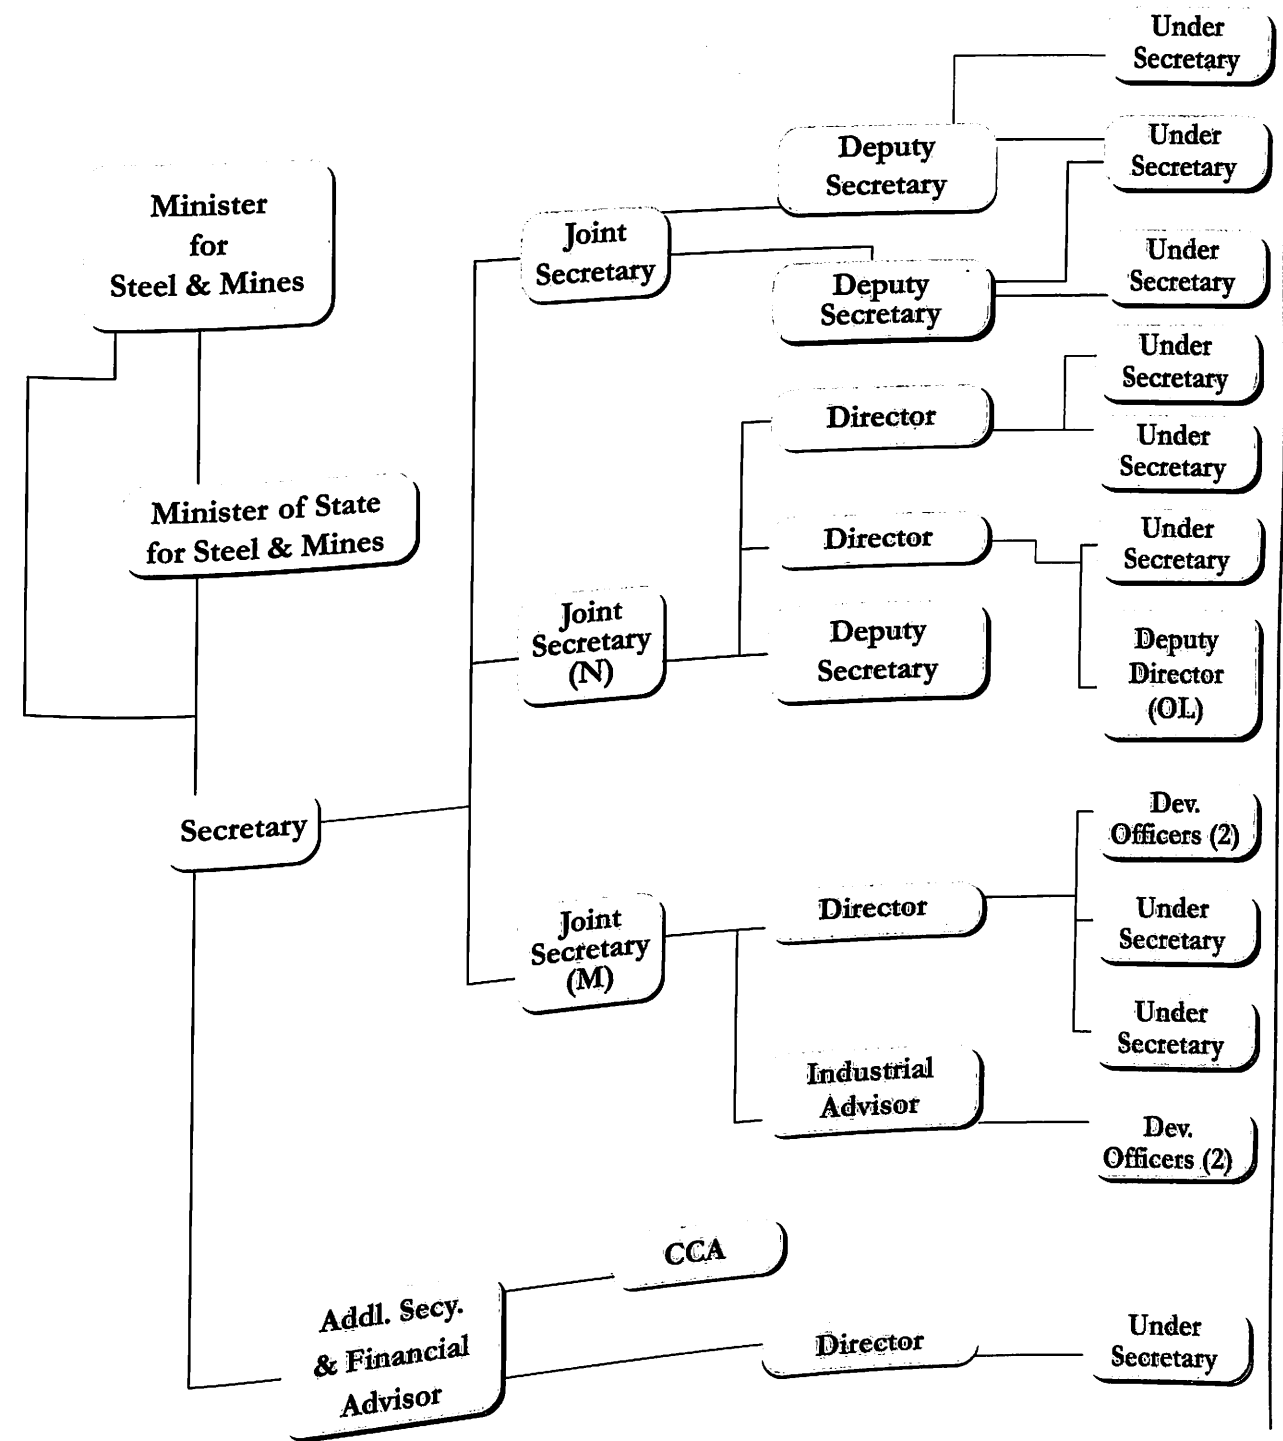 Minister
for
Steel & Mines
Minister of State
for Steel & Mines
Secretary
Joint
Secretary
Deputy
Secretary
Under
Secretary
Under
Secretary
Deputy
Secretary
Under
Secretary
Joint
Secretary
(N)
Director
Under
Secretary
Under
Secretary
Director
Under
Secretary
Deputy
Director
(OL)
Deputy
Secretary
Joint
Secretary
(M)
Director
Dev.
Officers (2)
Under
Secretary
Under
Secretary
Industrial
Advisor
Dev.
Officers (2)
Addl. Secy.
& Financial
Advisor
CCA
Director
Under
Secretary